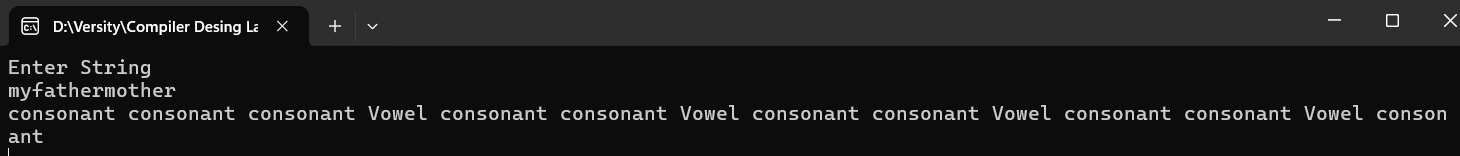 D:\Versity\Compiler Desing La
Enter String
myfathermother
consonant consonant consonant Vowel consonant consonant Vowel consonant consonant Vowel consonant consonant Vowel conson
ant